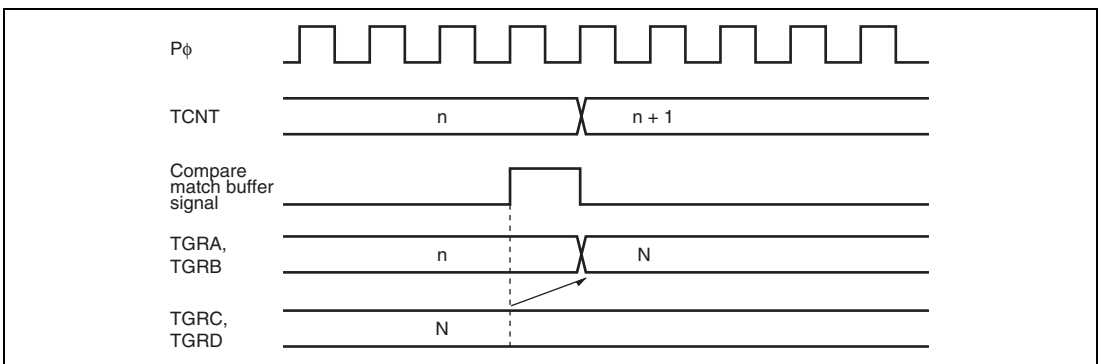 Pϕ
TCNT
n
n + 1
Compare
match buffer
signal
TGRA,
TGRB
n
N
TGRC,
TGRD
N